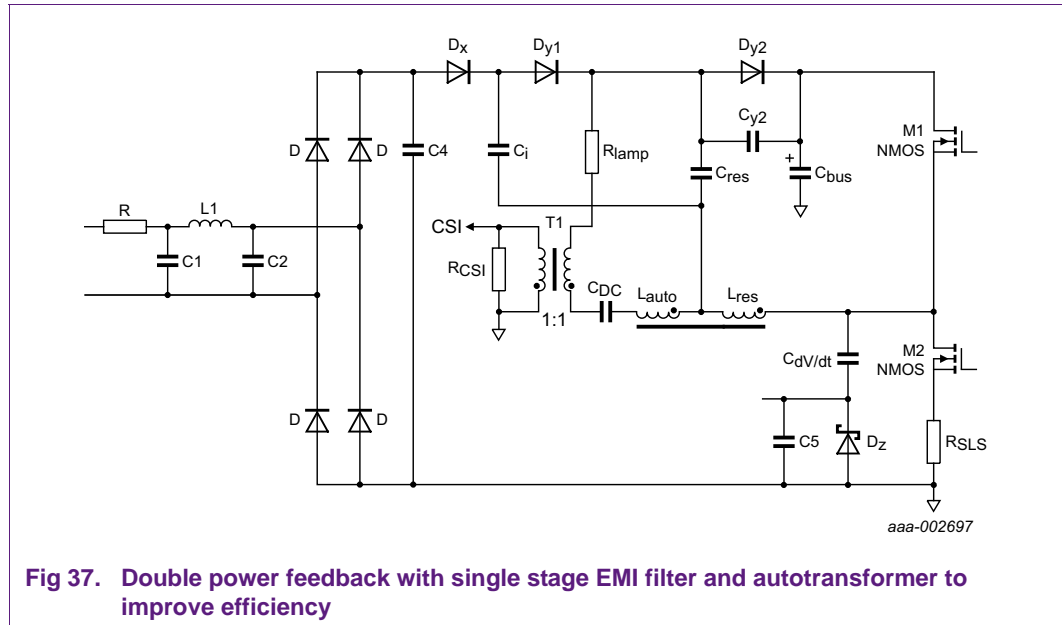 Dx Dy1 Dy2
Cy2
M1
NMOS
D D C4 Ci Rlamp Cres + Cbus
R L1 T1
CSI
C1 C2 RCSI
CDC Lauto Lres
1:1
M2
NMOS
CdV/dt
D D C5 Dz RSLS
aaa-002697
Fig 37. Double power feedback with single stage EMI filter and autotransformer to
improve efficiency